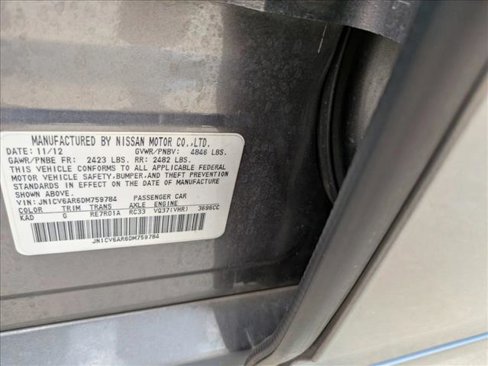 MANUFACTURED BY NISSAN MOTOR CO.,LTD.
DATE: 11/12 GVWR/PNBV: 4846 LBS.
GAWR/PNBE FR: 2423 LBS. RR: 2482 LBS.
THIS VEHICLE CONFORMS TO ALL APPLICABLE FEDERAL
MOTOR VEHICLE SAFETY, BUMPER, AND THEFT PREVENTION
STANDARDS IN EFFECT ON THE DATE OF MANUFACTURE
SHOWN ABOVE.
VIN: JN1CV6AR6DM759784 PASSENGER CAR
COLOR TRIM TRANS AXLE ENGINE
KAD G RE7R01A RC33 VQ37(VHR) 3696CC
JN1CV6AR6DM759784